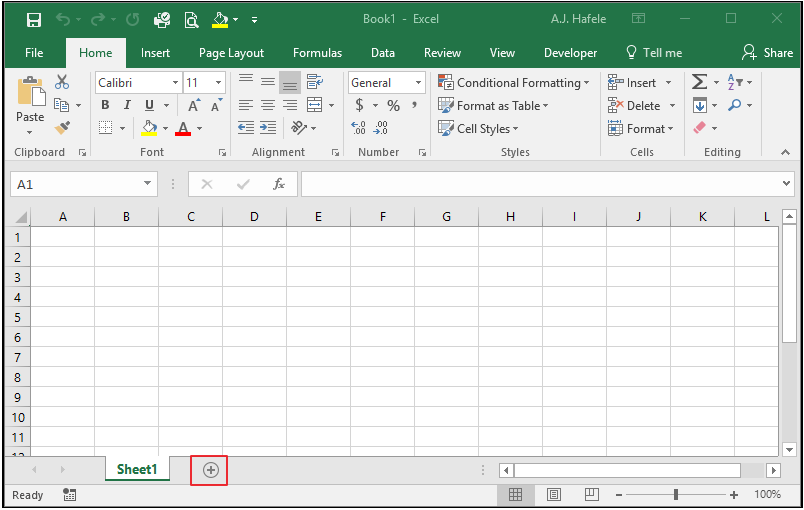 Book1 - Excel A.J. Hafele
File Home Insert Page Layout Formulas Data Review View Developer Tell me Share
Calibri 11 General Conditional Formatting Insert
Paste B I U $ % , Format as Table Delete
A .00 .00 Cell Styles Format
Clipboard Font Alignment Number Styles Cells Editing
A1 fx
A B C D E F G H I J K L
1
2
3
4
5
6
7
8
9
10
11
12
Sheet1
Ready 100%